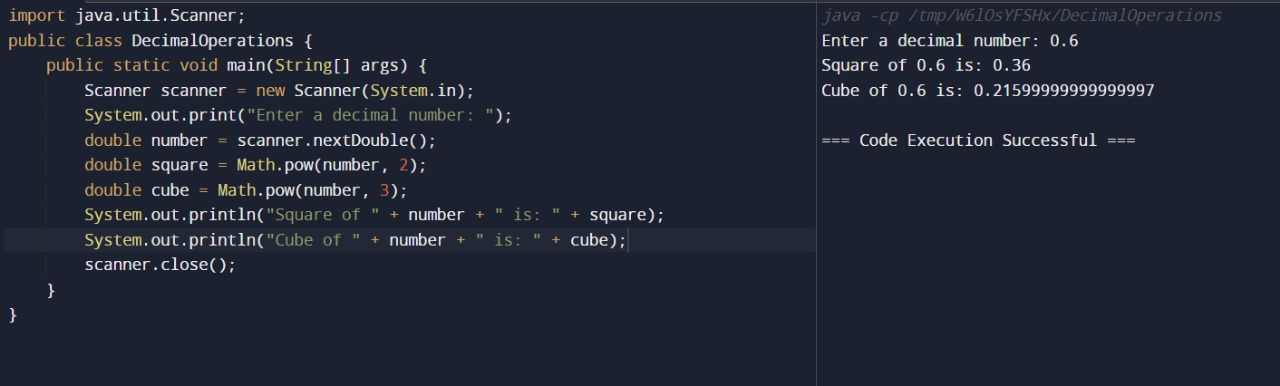 import java.util.Scanner;
public class DecimalOperations {
    public static void main(String[] args) {
        Scanner scanner = new Scanner(System.in);
        System.out.print("Enter a decimal number: ");
        double number = scanner.nextDouble();
        double square = Math.pow(number, 2);
        double cube = Math.pow(number, 3);
        System.out.println("Square of " + number + " is: " + square);
        System.out.println("Cube of " + number + " is: " + cube);
        scanner.close();
    }
}
java -cp /tmp/W6lOsYFSHx/DecimalOperations
Enter a decimal number: 0.6
Square of 0.6 is: 0.36
Cube of 0.6 is: 0.21599999999999997
=== Code Execution Successful ===